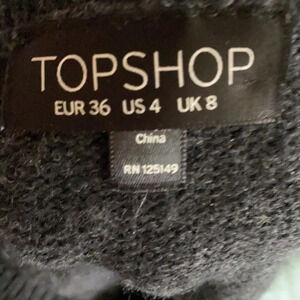 TOPSHOP
EUR 36 US 4 UK 8
China
RN 125149